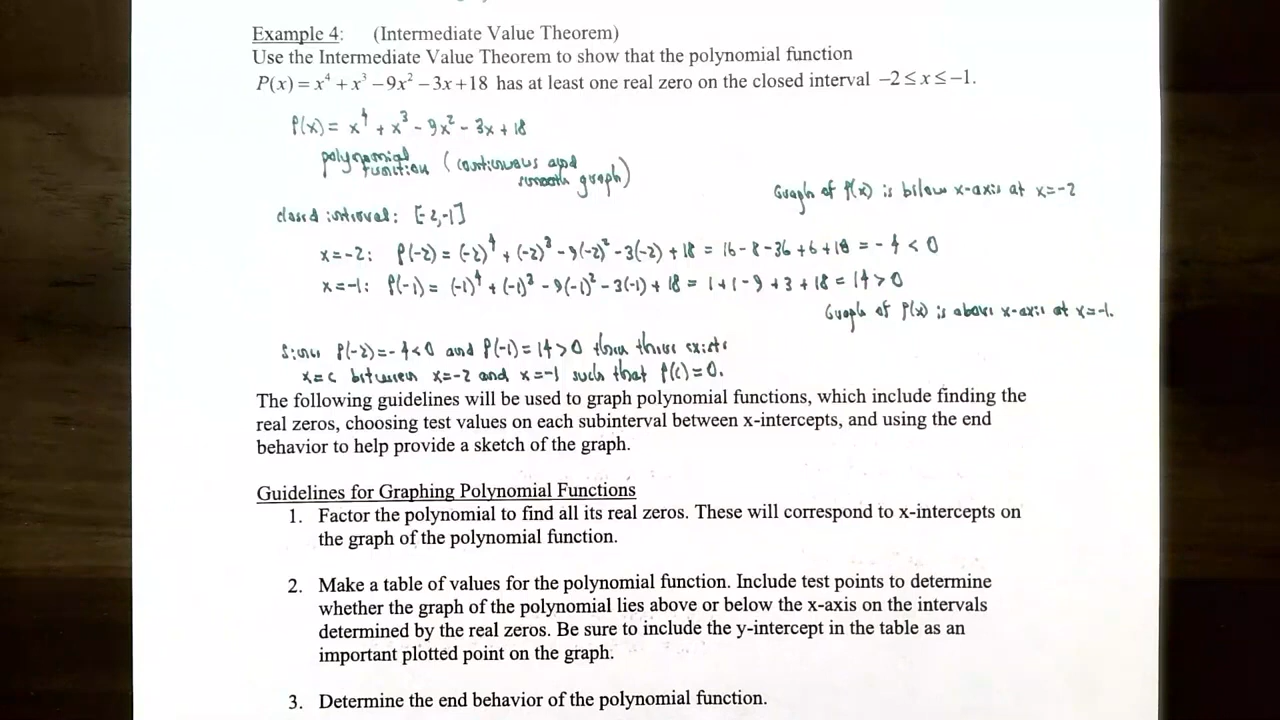 Example 4: (Intermediate Value Theorem)
Use the Intermediate Value Theorem to show that the polynomial function
P(x) = x⁴ + x³ − 9x² − 3x + 18 has at least one real zero on the closed interval −2 ≤ x ≤ −1.
P(x) = x⁴ + x³ - 9x² - 3x + 18
polynomial function (continuous and smooth graph)
Graph of P(x) is below x-axis at x=-2
closed interval: [-2,-1]
x=-2: P(-2) = (-2)⁴ + (-2)³ - 9(-2)² - 3(-2) + 18 = 16 - 8 - 36 + 6 + 18 = -4 < 0
x=-1: P(-1) = (-1)⁴ + (-1)³ - 9(-1)² - 3(-1) + 18 = 1 + (-9 + 3 + 18 = 14 > 0
Graph of P(x) is above x-axis at x=-1.
Since P(-2)=-4<0 and P(-1)=14>0 then there exists
x=c between x=-2 and x=-1 such that P(c)=0.
The following guidelines will be used to graph polynomial functions, which include finding the
real zeros, choosing test values on each subinterval between x-intercepts, and using the end
behavior to help provide a sketch of the graph.
Guidelines for Graphing Polynomial Functions
1. Factor the polynomial to find all its real zeros. These will correspond to x-intercepts on
the graph of the polynomial function.
2. Make a table of values for the polynomial function. Include test points to determine
whether the graph of the polynomial lies above or below the x-axis on the intervals
determined by the real zeros. Be sure to include the y-intercept in the table as an
important plotted point on the graph.
3. Determine the end behavior of the polynomial function.